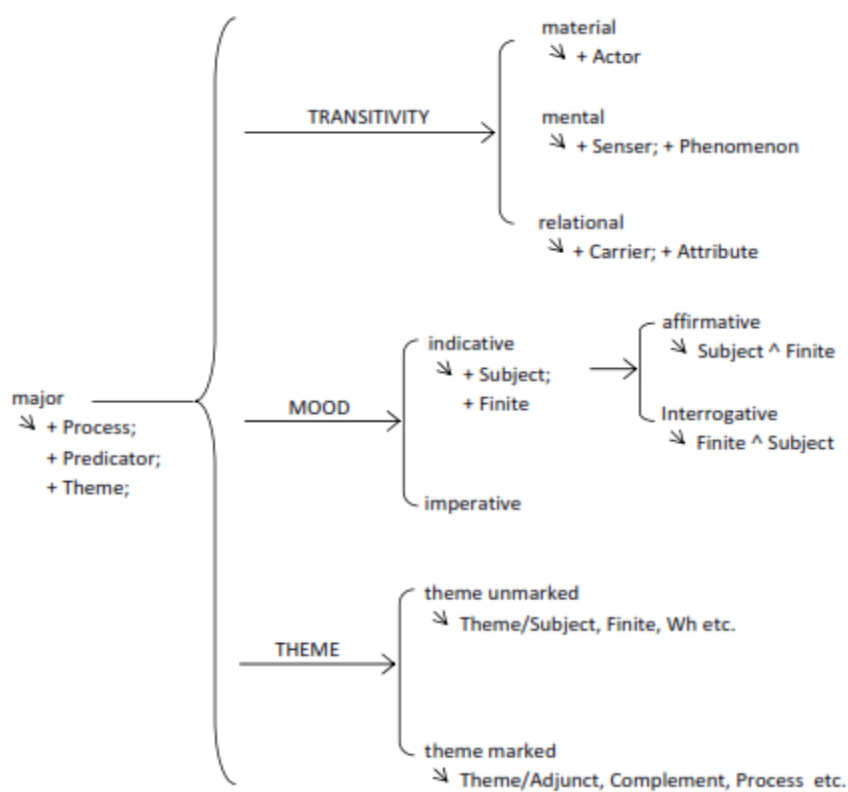 material
+ Actor
TRANSITIVITY
mental
+ Senser; + Phenomenon
relational
+ Carrier; + Attribute
major
+ Process;
+ Predicator;
+ Theme;
MOOD
indicative
+ Subject;
+ Finite
affirmative
Subject ^ Finite
Interrogative
Finite ^ Subject
imperative
THEME
theme unmarked
Theme/Subject, Finite, Wh etc.
theme marked
Theme/Adjunct, Complement, Process etc.